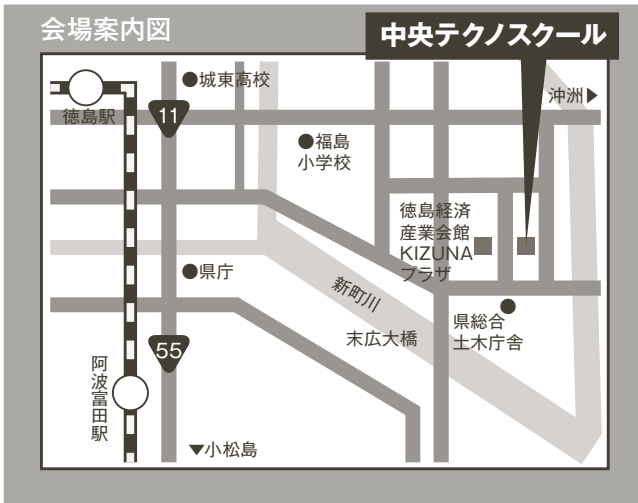 会場案内図
中央テクノスクール
徳島駅
11
●城東高校
沖洲▶
●福島
小学校
徳島経済
産業会館
KIZUNA
プラザ
●県庁
新町川
末広大橋
県総合
土木庁舎
55
阿波富田駅
▼小松島